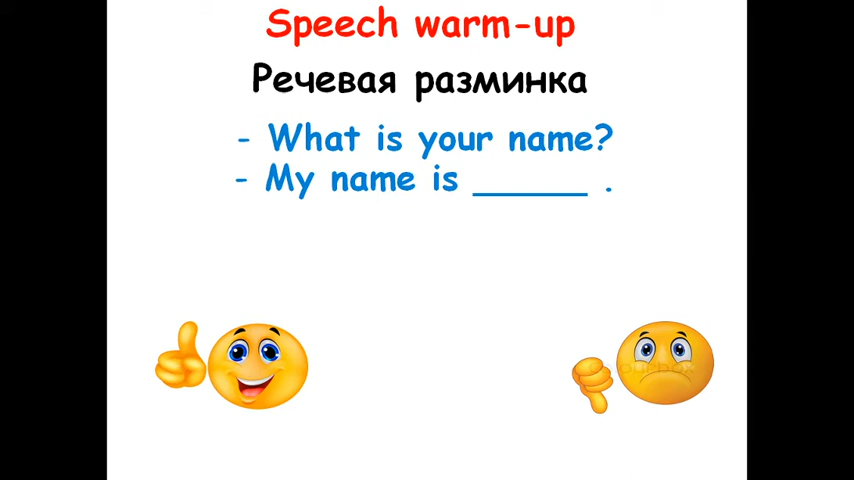 Speech warm-up
Речевая разминка
- What is your name?
- My name is ______ .